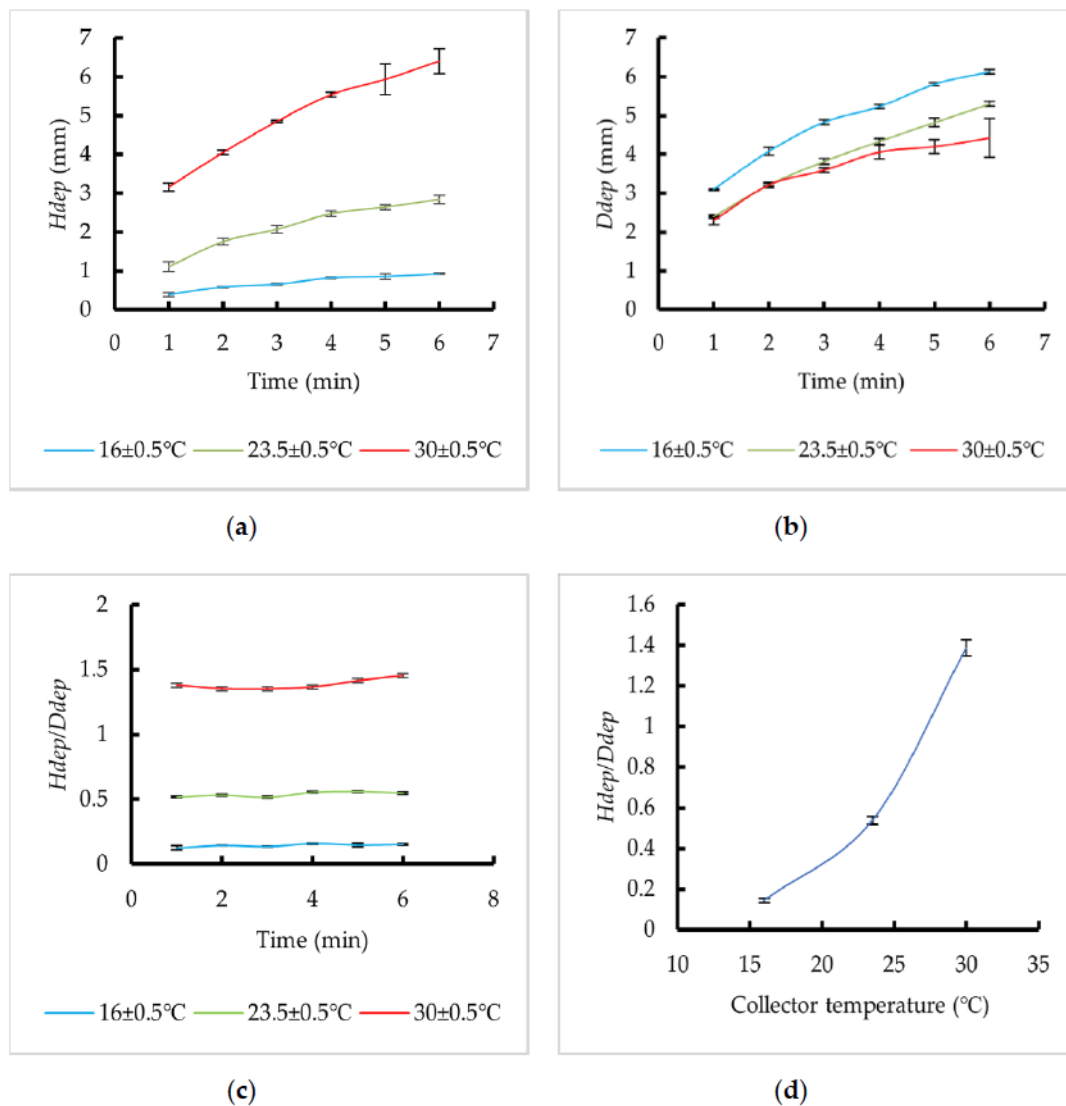 7
6
5
4
3
2
1
0
Hdep (mm)
0 1 2 3 4 5 6 7
Time (min)
16±0.5℃ 23.5±0.5℃ 30±0.5℃
(a)
7
6
5
4
3
2
1
0
Ddep (mm)
0 1 2 3 4 5 6 7
Time (min)
16±0.5℃ 23.5±0.5℃ 30±0.5℃
(b)
2
1.5
1
0.5
0
Hdep/Ddep
0 2 4 6 8
Time (min)
16±0.5℃ 23.5±0.5℃ 30±0.5℃
(c)
1.6
1.4
1.2
1
0.8
0.6
0.4
0.2
0
Hdep/Ddep
10 15 20 25 30 35
Collector temperature (℃)
(d)